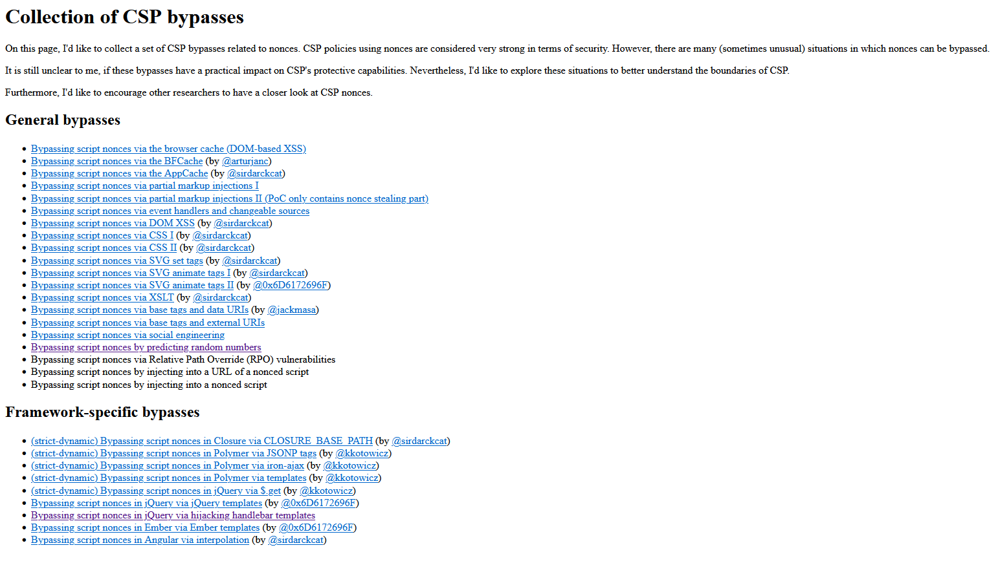 Collection of CSP bypasses
On this page, I'd like to collect a set of CSP bypasses related to nonces. CSP policies using nonces are considered very strong in terms of security. However, there are many (sometimes unusual) situations in which nonces can be bypassed.
It is still unclear to me, if these bypasses have a practical impact on CSP's protective capabilities. Nevertheless, I'd like to explore these situations to better understand the boundaries of CSP.
Furthermore, I'd like to encourage other researchers to have a closer look at CSP nonces.
General bypasses
• Bypassing script nonces via the browser cache (DOM-based XSS)
• Bypassing script nonces via the BFCache (by @arturjanc)
• Bypassing script nonces via the AppCache (by @sirdarckcat)
• Bypassing script nonces via partial markup injections I
• Bypassing script nonces via partial markup injections II (PoC only contains nonce stealing part)
• Bypassing script nonces via event handlers and changeable sources
• Bypassing script nonces via DOM XSS (by @sirdarckcat)
• Bypassing script nonces via CSS I (by @sirdarckcat)
• Bypassing script nonces via CSS II (by @sirdarckcat)
• Bypassing script nonces via SVG set tags (by @sirdarckcat)
• Bypassing script nonces via SVG animate tags I (by @sirdarckcat)
• Bypassing script nonces via SVG animate tags II (by @0x6D6172696F)
• Bypassing script nonces via XSLT (by @sirdarckcat)
• Bypassing script nonces via base tags and data URIs (by @jackmasa)
• Bypassing script nonces via base tags and external URIs
• Bypassing script nonces via social engineering
• Bypassing script nonces by predicting random numbers
• Bypassing script nonces via Relative Path Override (RPO) vulnerabilities
• Bypassing script nonces by injecting into a URL of a nonced script
• Bypassing script nonces by injecting into a nonced script
Framework-specific bypasses
• (strict-dynamic) Bypassing script nonces in Closure via CLOSURE_BASE_PATH (by @sirdarckcat)
• (strict-dynamic) Bypassing script nonces in Polymer via JSONP tags (by @kkotowicz)
• (strict-dynamic) Bypassing script nonces in Polymer via iron-ajax (by @kkotowicz)
• (strict-dynamic) Bypassing script nonces in Polymer via templates (by @kkotowicz)
• (strict-dynamic) Bypassing script nonces in jQuery via $.get (by @kkotowicz)
• Bypassing script nonces in jQuery via jQuery templates (by @0x6D6172696F)
• Bypassing script nonces in jQuery via hijacking handlebar templates
• Bypassing script nonces in Ember via Ember templates (by @0x6D6172696F)
• Bypassing script nonces in Angular via interpolation (by @sirdarckcat)